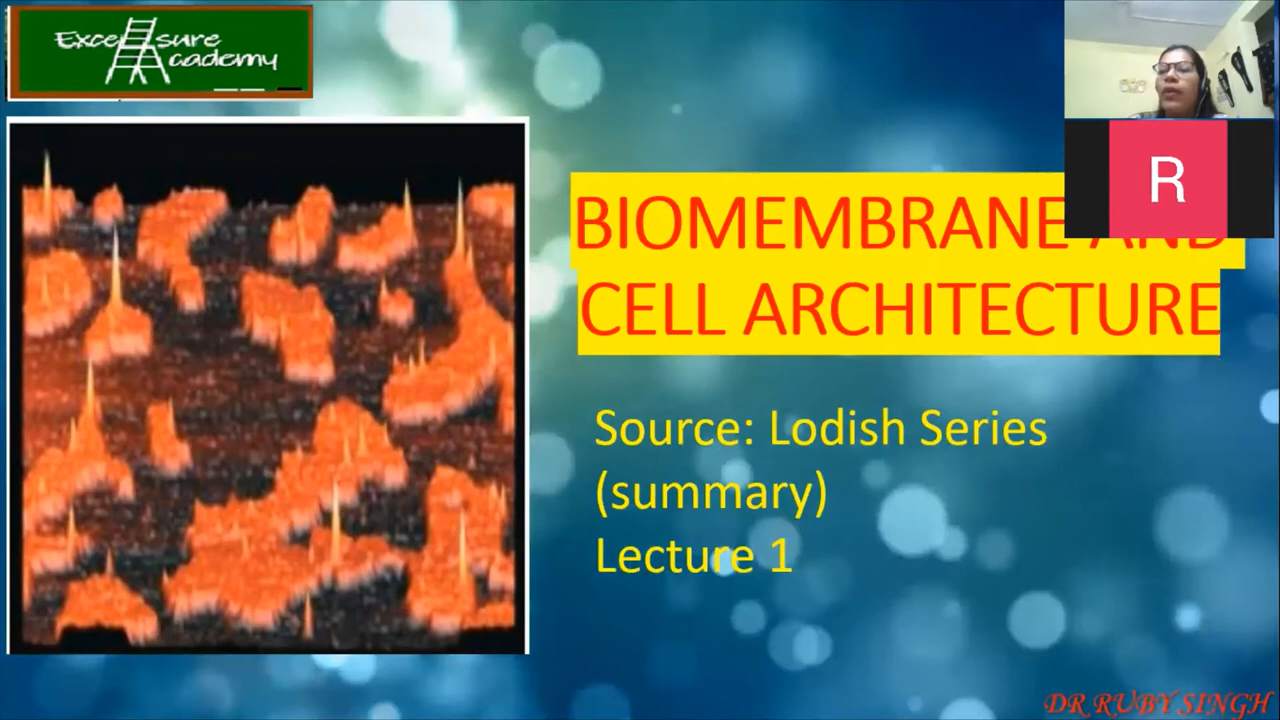 Excel sure
Academy
R
BIOMEMBRANE AND
CELL ARCHITECTURE
Source: Lodish Series
(summary)
Lecture 1
DR RUBY SINGH